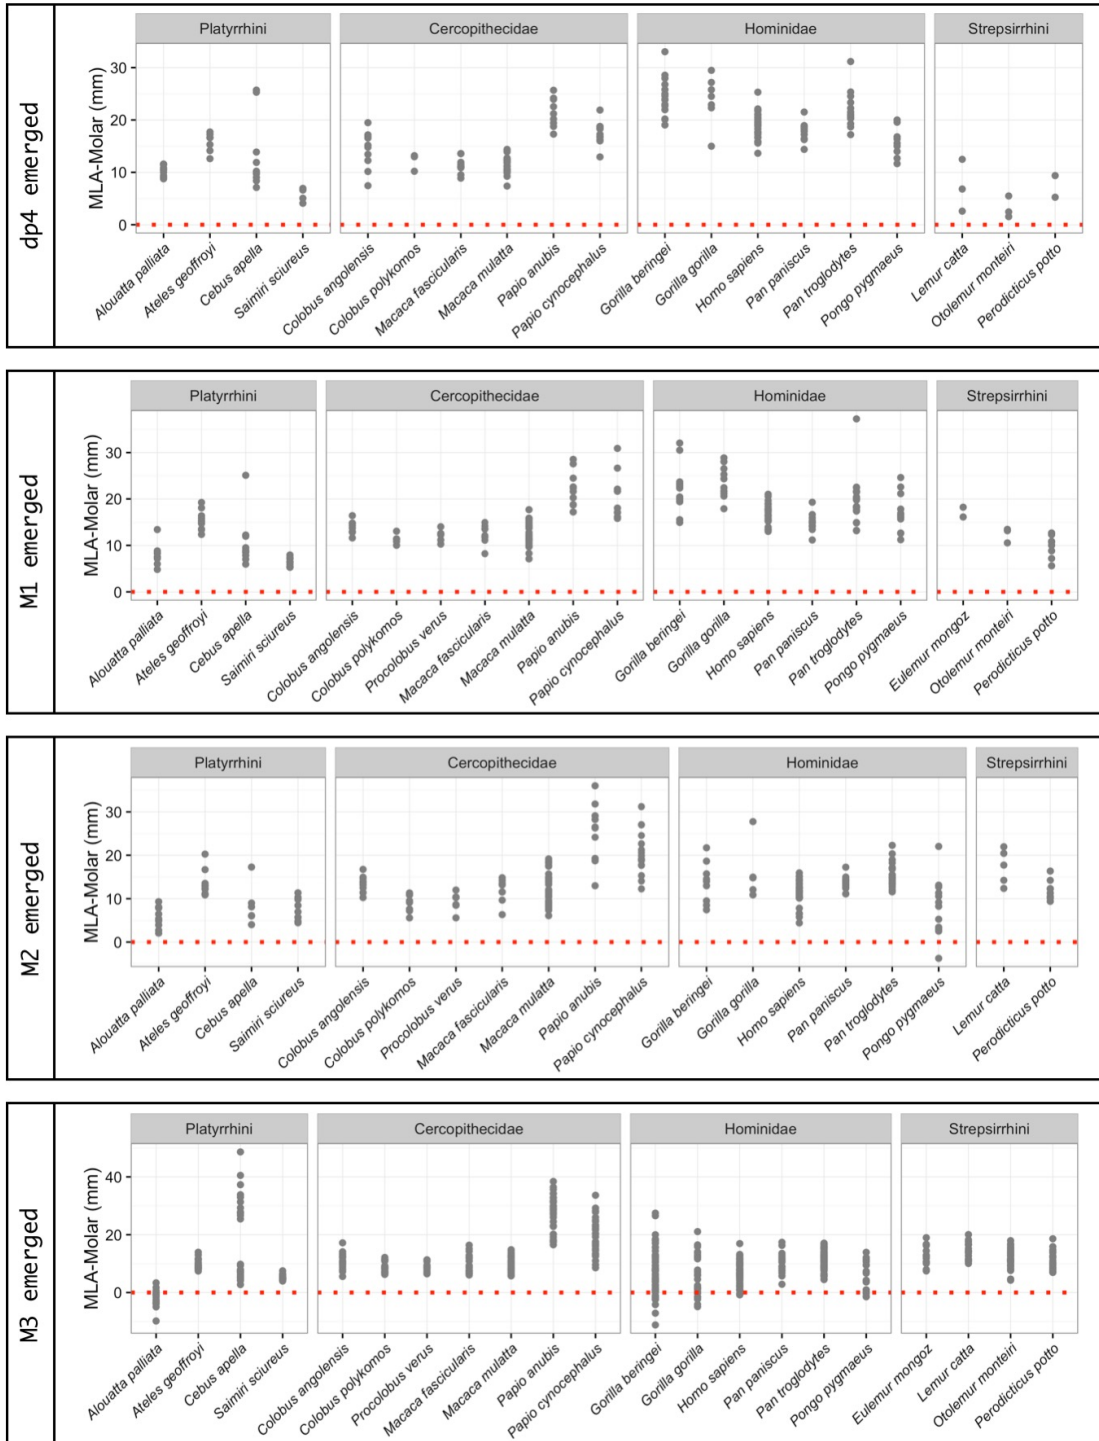 dp4 emerged
Platyrrhini Cercopithecidae Hominidae Strepsirrhini
MLA-Molar (mm)
30
20
10
0
Alouatta palliata
Ateles geoffroyi
Cebus apella
Saimiri sciureus
Colobus angolensis
Colobus polykomos
Macaca fascicularis
Macaca mulatta
Papio anubis
Papio cynocephalus
Gorilla beringei
Gorilla gorilla
Homo sapiens
Pan paniscus
Pan troglodytes
Pongo pygmaeus
Lemur catta
Otolemur monteiri
Perodicticus potto
M1 emerged
Platyrrhini Cercopithecidae Hominidae Strepsirrhini
MLA-Molar (mm)
30
20
10
0
Alouatta palliata
Ateles geoffroyi
Cebus apella
Saimiri sciureus
Colobus angolensis
Colobus polykomos
Procolobus verus
Macaca fascicularis
Macaca mulatta
Papio anubis
Papio cynocephalus
Gorilla beringei
Gorilla gorilla
Homo sapiens
Pan paniscus
Pan troglodytes
Pongo pygmaeus
Eulemur mongoz
Otolemur monteiri
Perodicticus potto
M2 emerged
Platyrrhini Cercopithecidae Hominidae Strepsirrhini
MLA-Molar (mm)
30
20
10
0
Alouatta palliata
Ateles geoffroyi
Cebus apella
Saimiri sciureus
Colobus angolensis
Colobus polykomos
Procolobus verus
Macaca fascicularis
Macaca mulatta
Papio anubis
Papio cynocephalus
Gorilla beringei
Gorilla gorilla
Homo sapiens
Pan paniscus
Pan troglodytes
Pongo pygmaeus
Lemur catta
Perodicticus potto
M3 emerged
Platyrrhini Cercopithecidae Hominidae Strepsirrhini
MLA-Molar (mm)
40
20
0
Alouatta palliata
Ateles geoffroyi
Cebus apella
Saimiri sciureus
Colobus angolensis
Colobus polykomos
Procolobus verus
Macaca fascicularis
Macaca mulatta
Papio anubis
Papio cynocephalus
Gorilla beringei
Gorilla gorilla
Homo sapiens
Pan paniscus
Pan troglodytes
Pongo pygmaeus
Eulemur mongoz
Lemur catta
Otolemur monteiri
Perodicticus potto